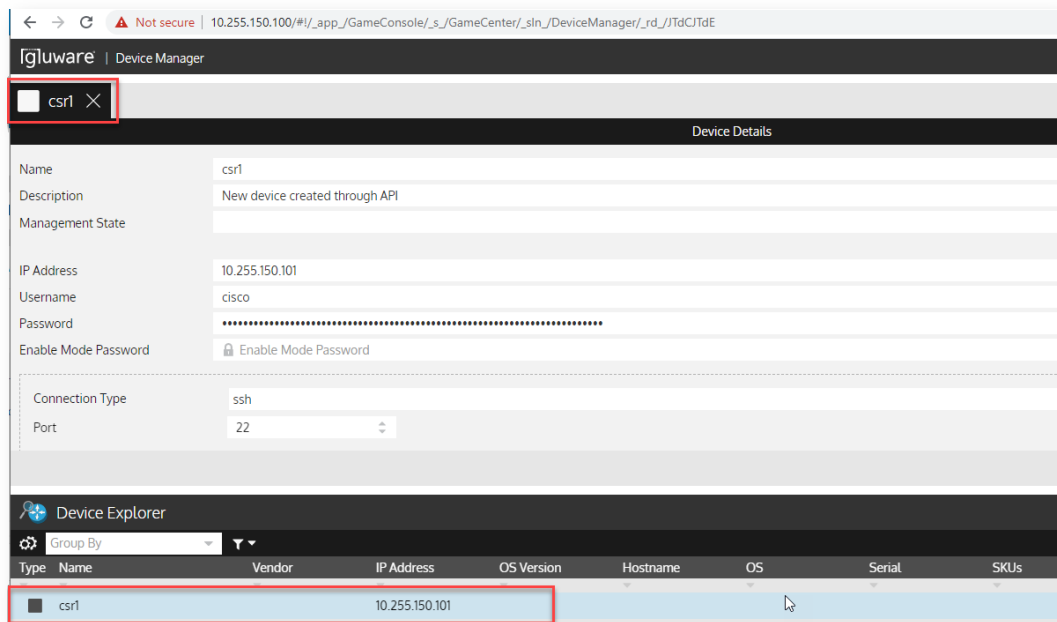 Not secure | 10.255.150.100/#!/_app_/GameConsole/_s_/GameCenter/_sln_/DeviceManager/_rd_/JTdCJTdE
gluware | Device Manager
csr1
Device Details
Name csr1
Description New device created through API
Management State
IP Address 10.255.150.101
Username cisco
Password ••••••••••••••••••••••••••••••••••••••••••••••••••••••••••••••••••••••••
Enable Mode Password Enable Mode Password
Connection Type ssh
Port 22
Device Explorer
Group By
Type Name Vendor IP Address OS Version Hostname OS Serial SKUs
csr1 10.255.150.101